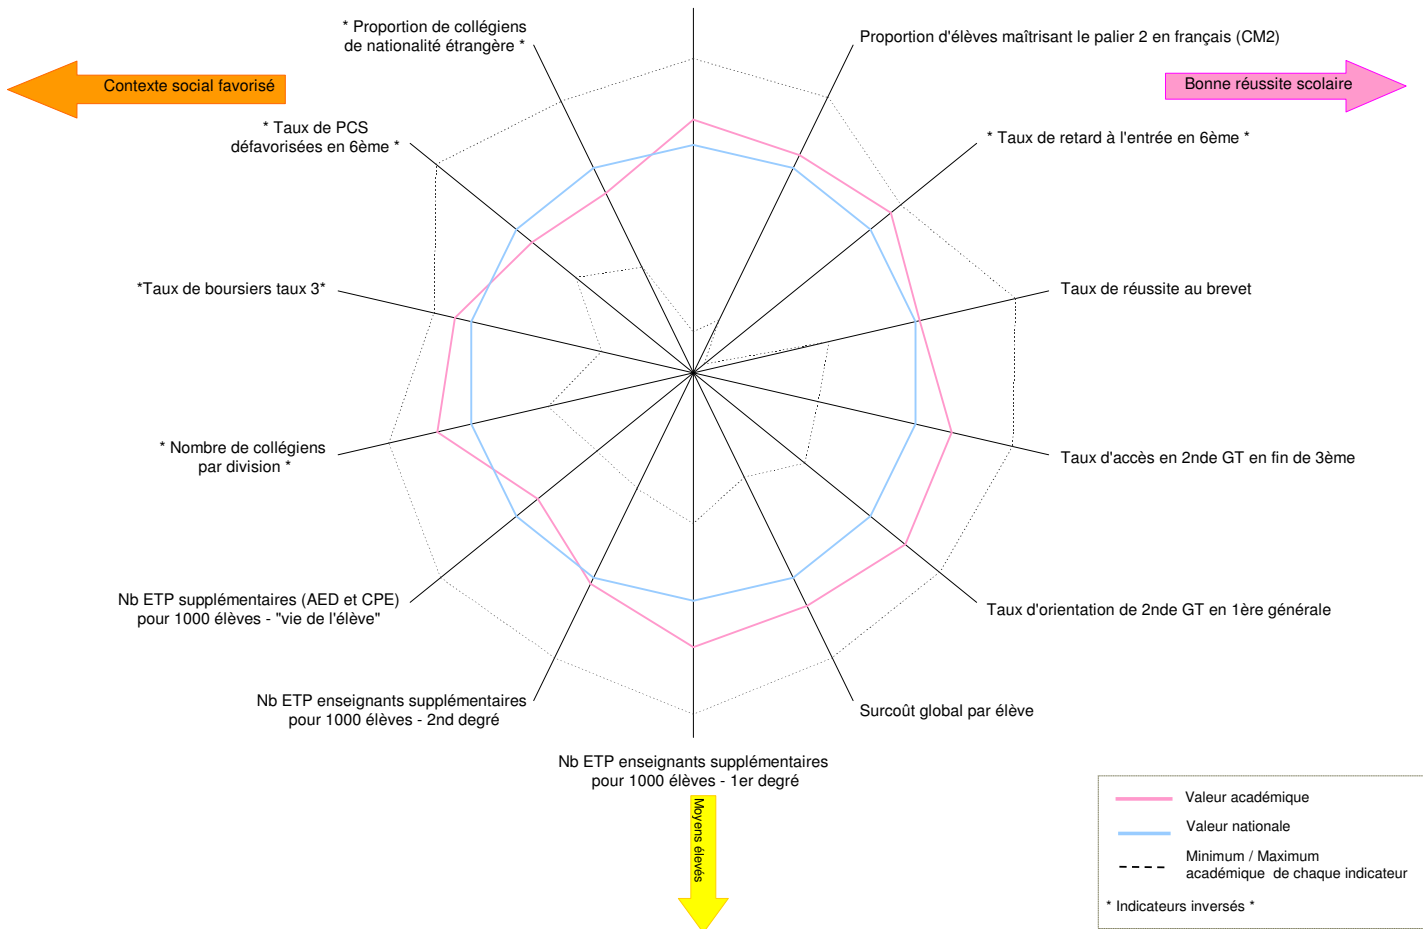 * Proportion de collégiens
de nationalité étrangère *
Proportion d'élèves maîtrisant le palier 2 en français (CM2)
Contexte social favorisé
Bonne réussite scolaire
* Taux de PCS
défavorisées en 6ème *
* Taux de retard à l'entrée en 6ème *
*Taux de boursiers taux 3*
Taux de réussite au brevet
* Nombre de collégiens
par division *
Taux d'accès en 2nde GT en fin de 3ème
Nb ETP supplémentaires (AED et CPE)
pour 1000 élèves - "vie de l'élève"
Taux d'orientation de 2nde GT en 1ère générale
Nb ETP enseignants supplémentaires
pour 1000 élèves - 2nd degré
Surcoût global par élève
Nb ETP enseignants supplémentaires
pour 1000 élèves - 1er degré
Moyens élevés
Valeur académique
Valeur nationale
Minimum / Maximum
académique de chaque indicateur
* Indicateurs inversés *